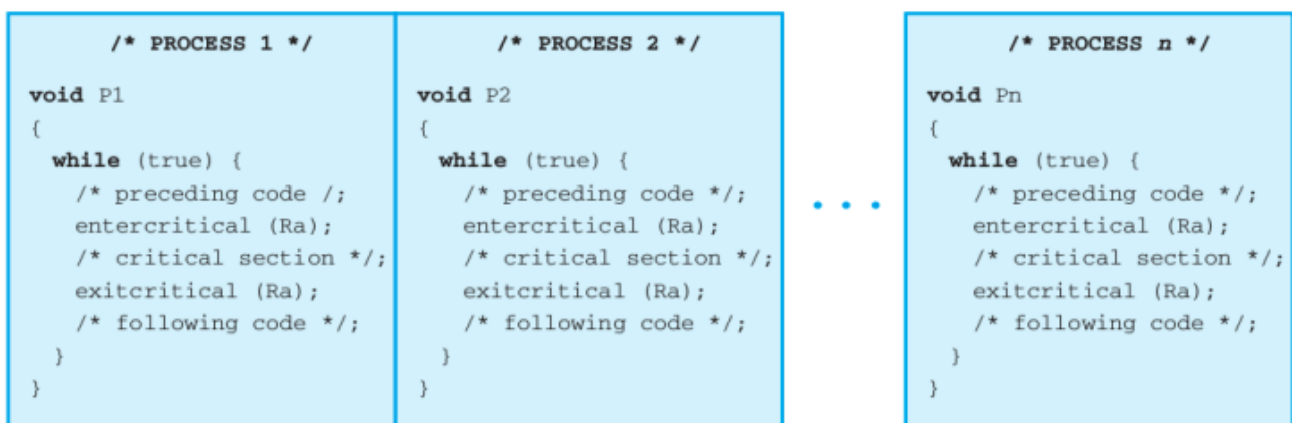 /* PROCESS 1 */
void P1
{
while (true) {
/* preceding code /;
entercritical (Ra);
/* critical section */;
exitcritical (Ra);
/* following code */;
}
}
/* PROCESS 2 */
void P2
{
while (true) {
/* preceding code */;
entercritical (Ra);
/* critical section */;
exitcritical (Ra);
/* following code */;
}
}
• • •
/* PROCESS n */
void Pn
{
while (true) {
/* preceding code */;
entercritical (Ra);
/* critical section */;
exitcritical (Ra);
/* following code */;
}
}